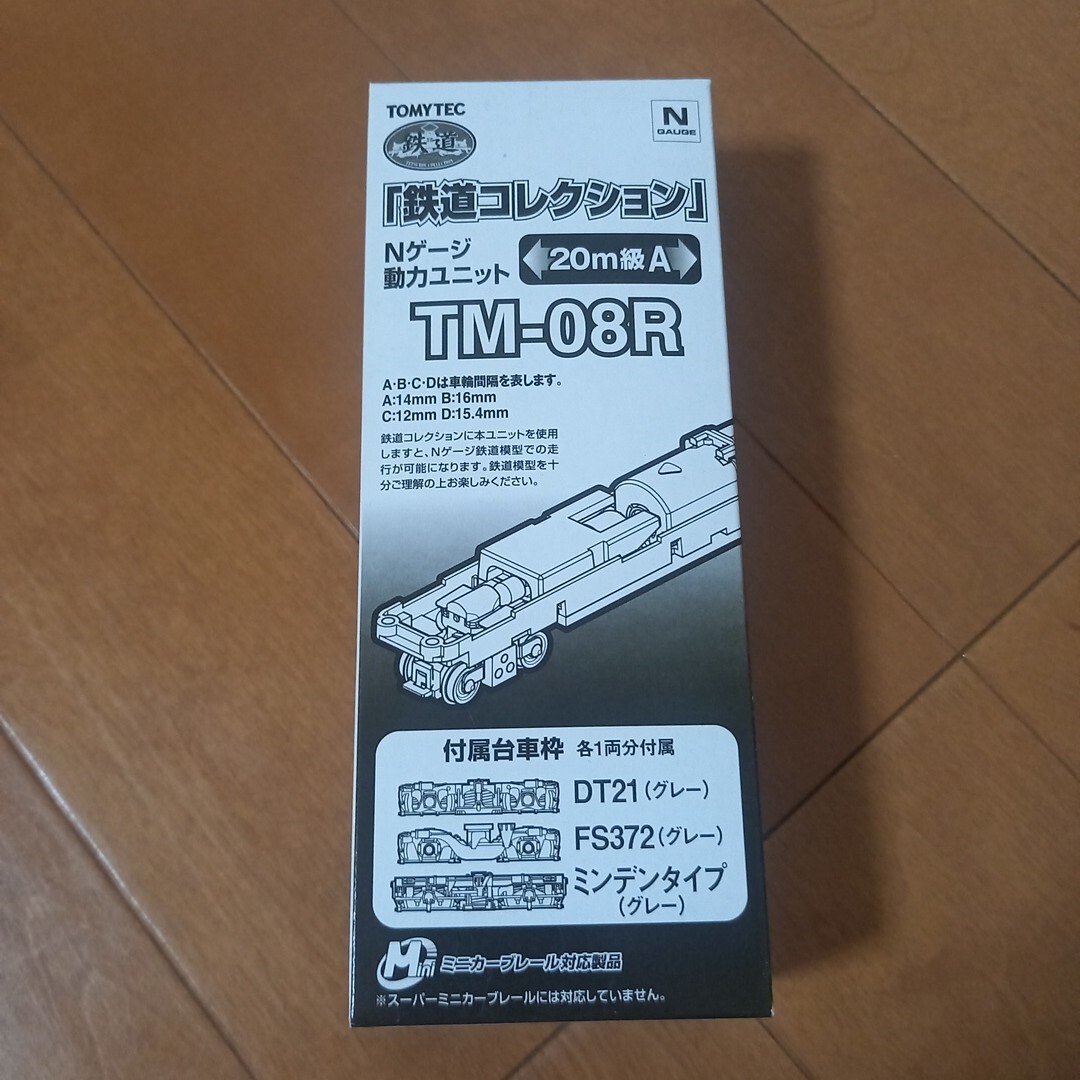 TOMYTEC
鉄道
N
GAUGE
「鉄道コレクション」
Nゲージ
動力ユニット
20m級A
TM-08R
A・B・C・Dは車輪間隔を表します。
A:14mm B:16mm
C:12mm D:15.4mm
鉄道コレクションに本ユニットを使用
しますと、Nゲージ鉄道模型での走
行が可能になります。鉄道模型を十
分ご理解の上お楽しみください。
付属台車枠 各1両分付属
DT21(グレー)
FS372(グレー)
ミンデンタイプ
(グレー)
Mini ミニカーブレール対応製品
※スーパーミニカーブレールには対応していません。